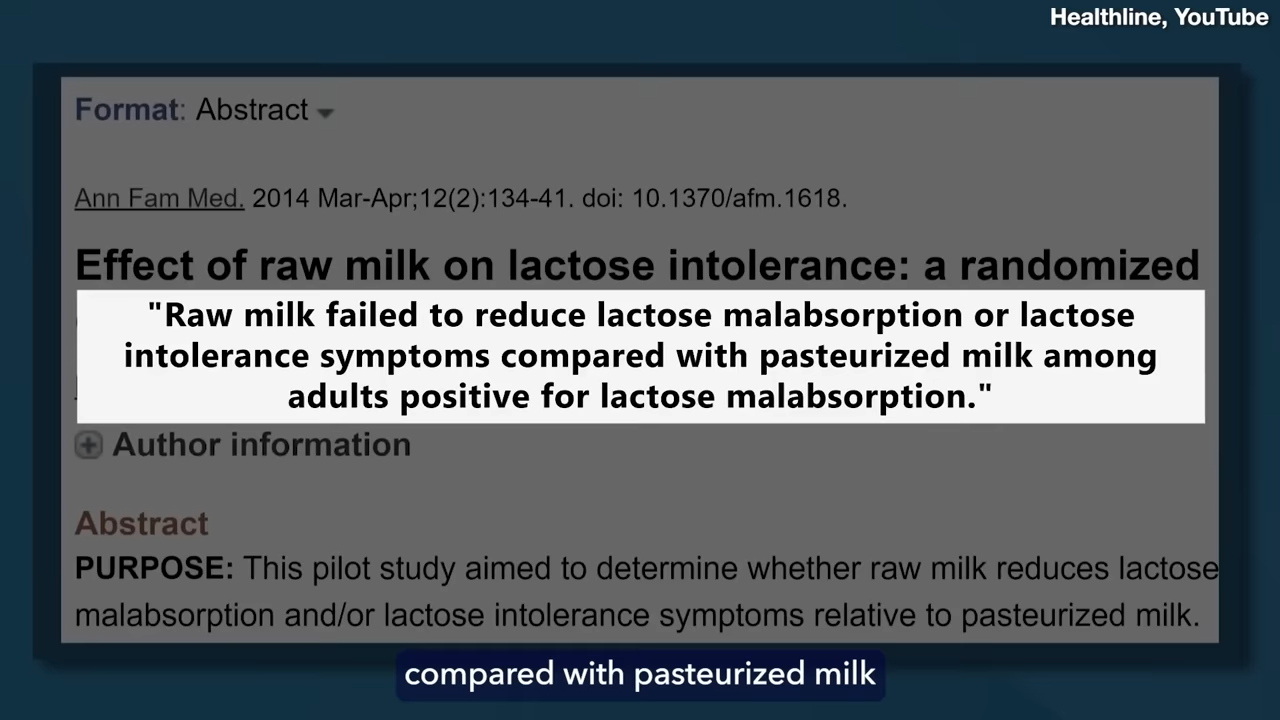 Healthline, YouTube
Format: Abstract
Ann Fam Med. 2014 Mar-Apr;12(2):134-41. doi: 10.1370/afm.1618.
Effect of raw milk on lactose intolerance: a randomized
"Raw milk failed to reduce lactose malabsorption or lactose
intolerance symptoms compared with pasteurized milk among
adults positive for lactose malabsorption."
Author information
Abstract
PURPOSE: This pilot study aimed to determine whether raw milk reduces lactose
malabsorption and/or lactose intolerance symptoms relative to pasteurized milk.
compared with pasteurized milk